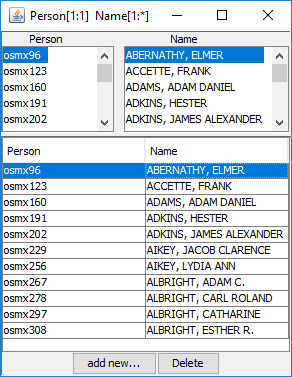 Person[1:1] Name[1:*]
Person Name
osmx96 ABERNATHY, ELMER
osmx123 ACCETTE, FRANK
osmx160 ADAMS, ADAM DANIEL
osmx191 ADKINS, HESTER
osmx202 ADKINS, JAMES ALEXANDER
Person Name
osmx96 ABERNATHY, ELMER
osmx123 ACCETTE, FRANK
osmx160 ADAMS, ADAM DANIEL
osmx191 ADKINS, HESTER
osmx202 ADKINS, JAMES ALEXANDER
osmx229 AIKEY, JACOB CLARENCE
osmx256 AIKEY, LYDIA ANN
osmx267 ALBRIGHT, ADAM C.
osmx278 ALBRIGHT, CARL ROLAND
osmx297 ALBRIGHT, CATHARINE
osmx308 ALBRIGHT, ESTHER R.
add new... Delete